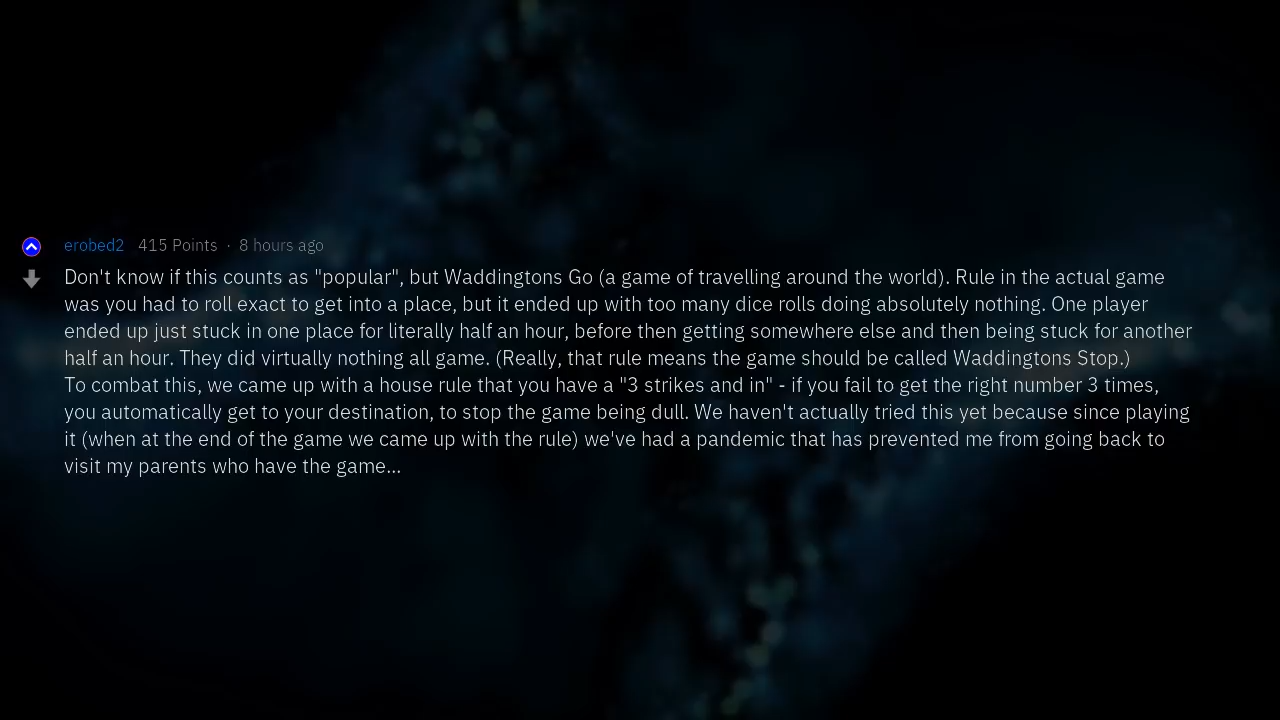 erobed2 415 Points · 8 hours ago
Don't know if this counts as "popular", but Waddingtons Go (a game of travelling around the world). Rule in the actual game
was you had to roll exact to get into a place, but it ended up with too many dice rolls doing absolutely nothing. One player
ended up just stuck in one place for literally half an hour, before then getting somewhere else and then being stuck for another
half an hour. They did virtually nothing all game. (Really, that rule means the game should be called Waddingtons Stop.)
To combat this, we came up with a house rule that you have a "3 strikes and in" - if you fail to get the right number 3 times,
you automatically get to your destination, to stop the game being dull. We haven't actually tried this yet because since playing
it (when at the end of the game we came up with the rule) we've had a pandemic that has prevented me from going back to
visit my parents who have the game...